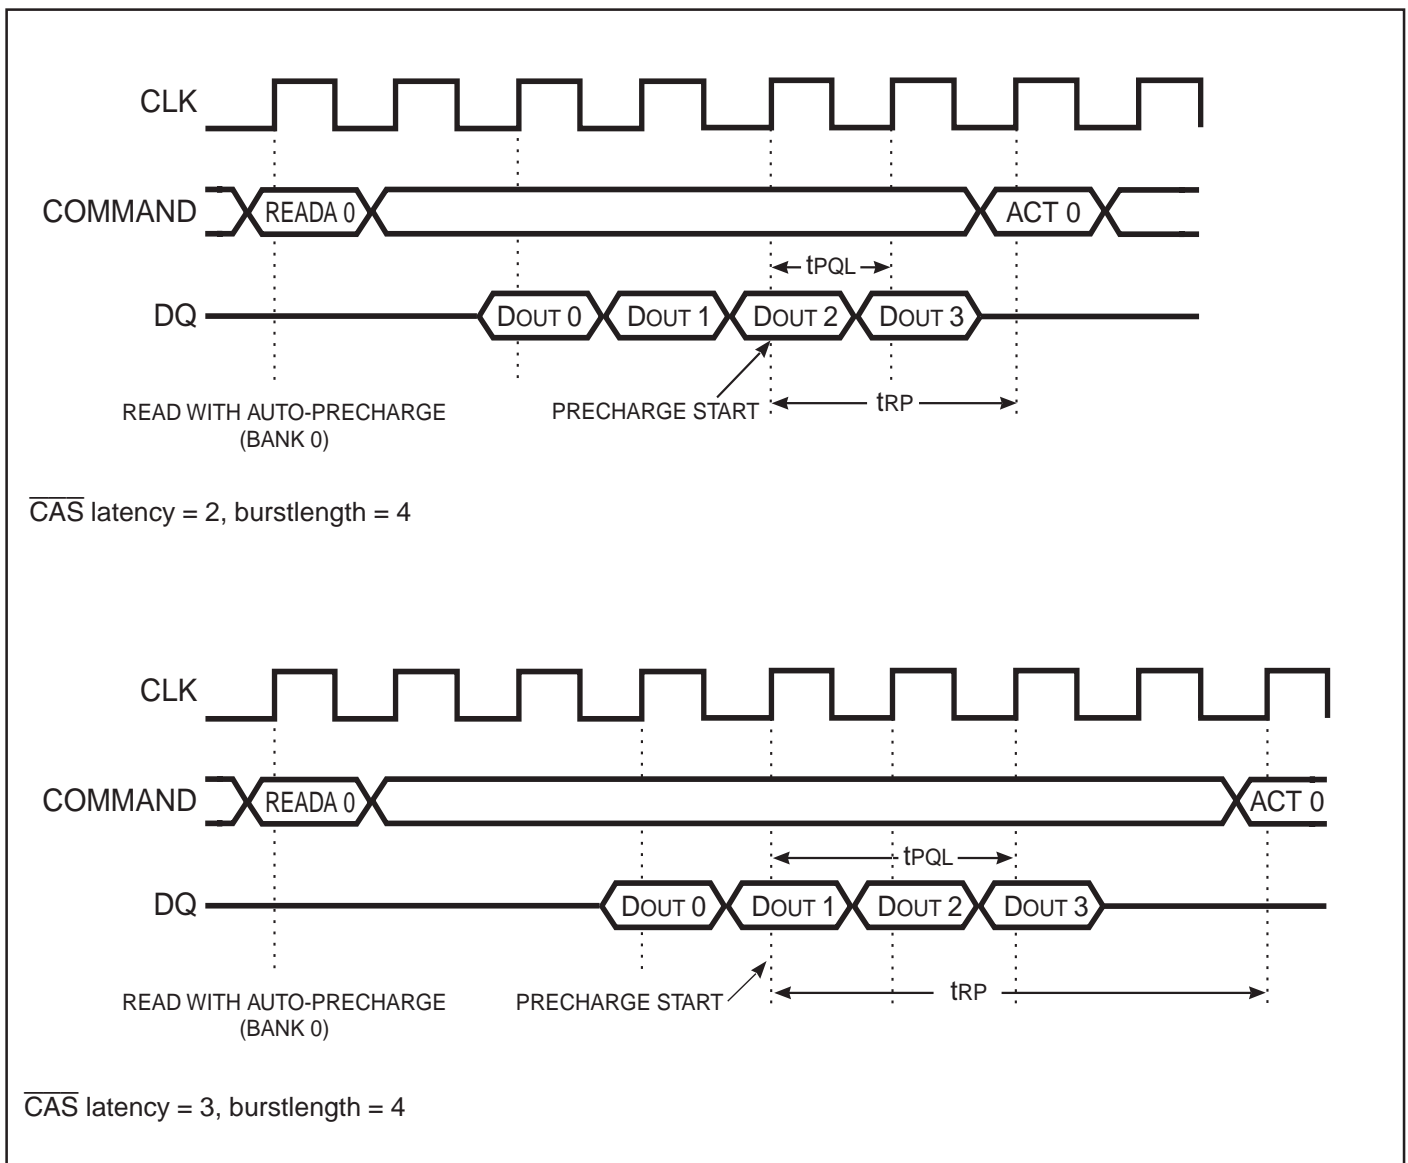 CLK
COMMAND READA 0 ACT 0
tPQL
DQ DOUT 0 DOUT 1 DOUT 2 DOUT 3
READ WITH AUTO-PRECHARGE
(BANK 0)
PRECHARGE START
tRP
CAS latency = 2, burstlength = 4
CLK
COMMAND READA 0 ACT 0
tPQL
DQ DOUT 0 DOUT 1 DOUT 2 DOUT 3
READ WITH AUTO-PRECHARGE
(BANK 0)
PRECHARGE START
tRP
CAS latency = 3, burstlength = 4